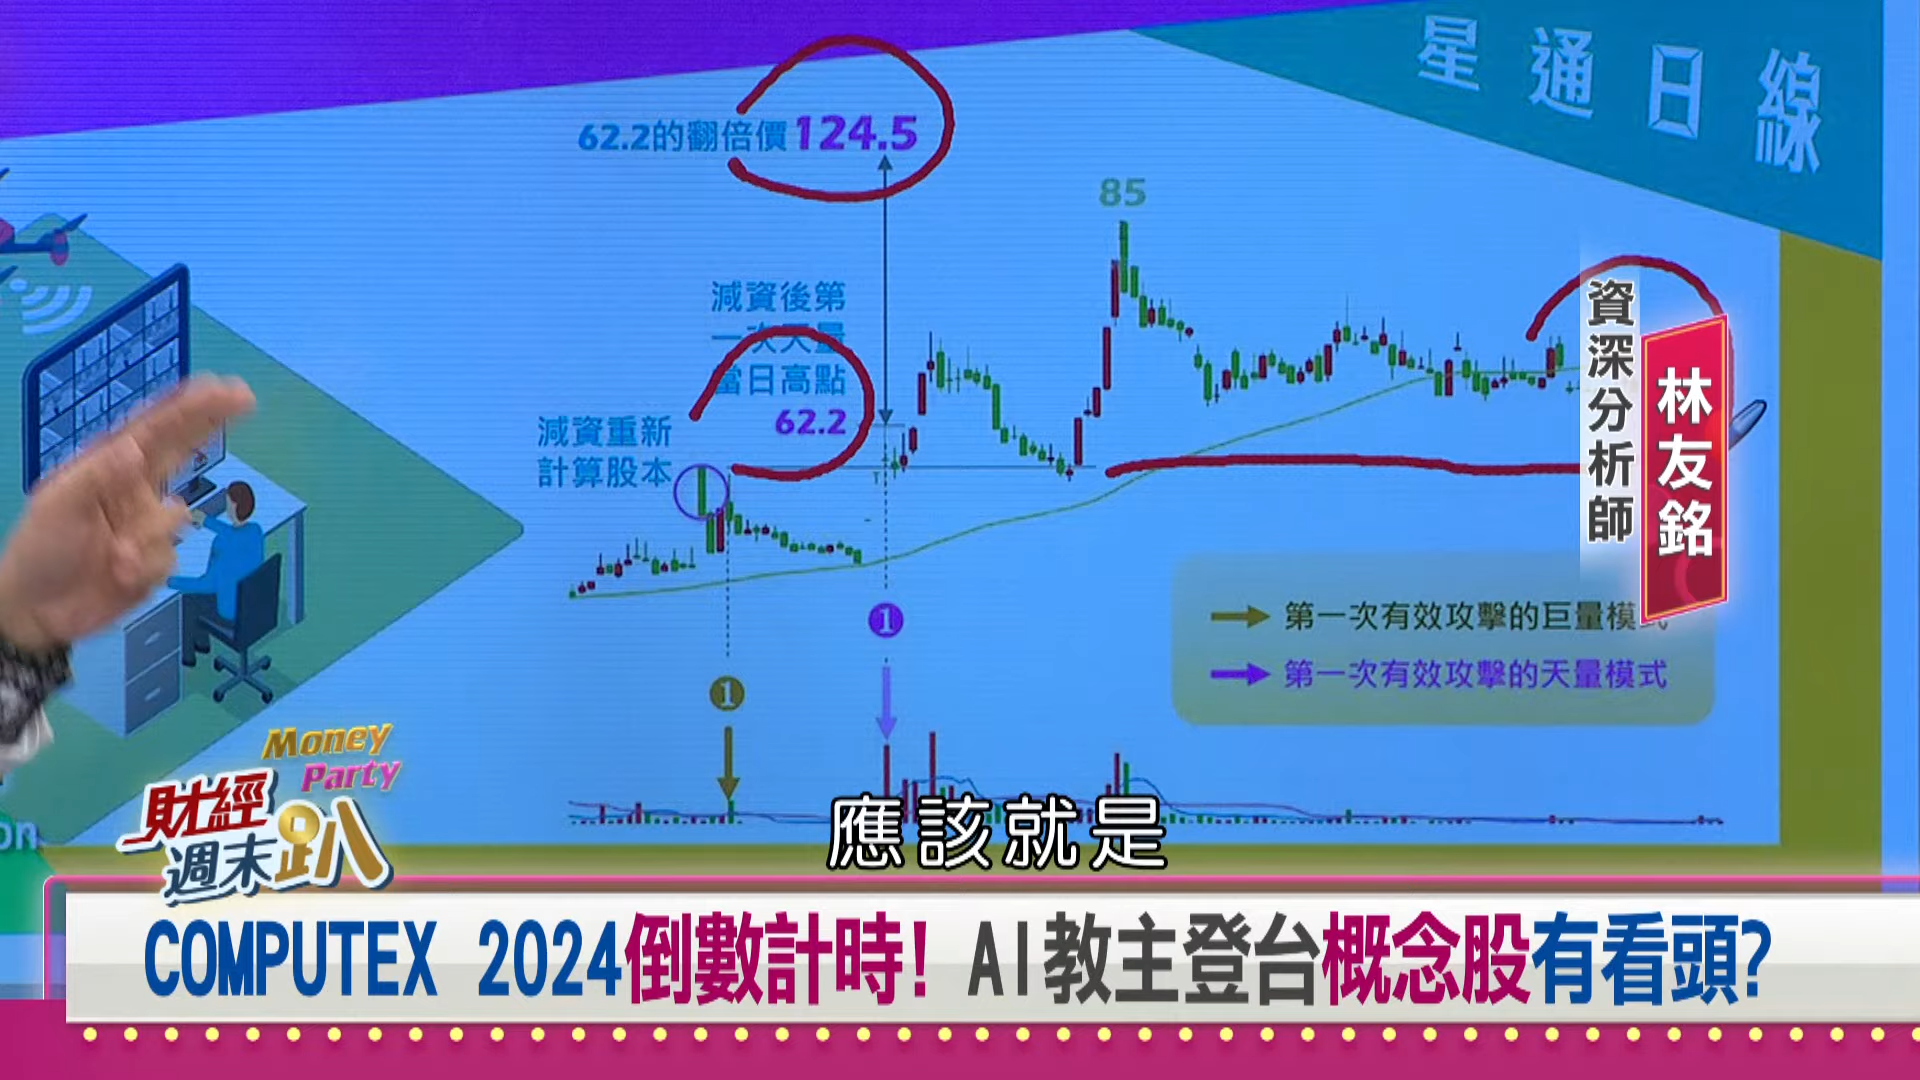 星通日線
62.2的翻倍價124.5
85
減資後第
一次天量
當日高點
62.2
減資重新
計算股本
資深分析師
林友銘
1
1
第一次有效攻擊的巨量模式
第一次有效攻擊的天量模式
Money
Party
財經
週末趴
應該就是
COMPUTEX 2024倒數計時! AI教主登台概念股有看頭?